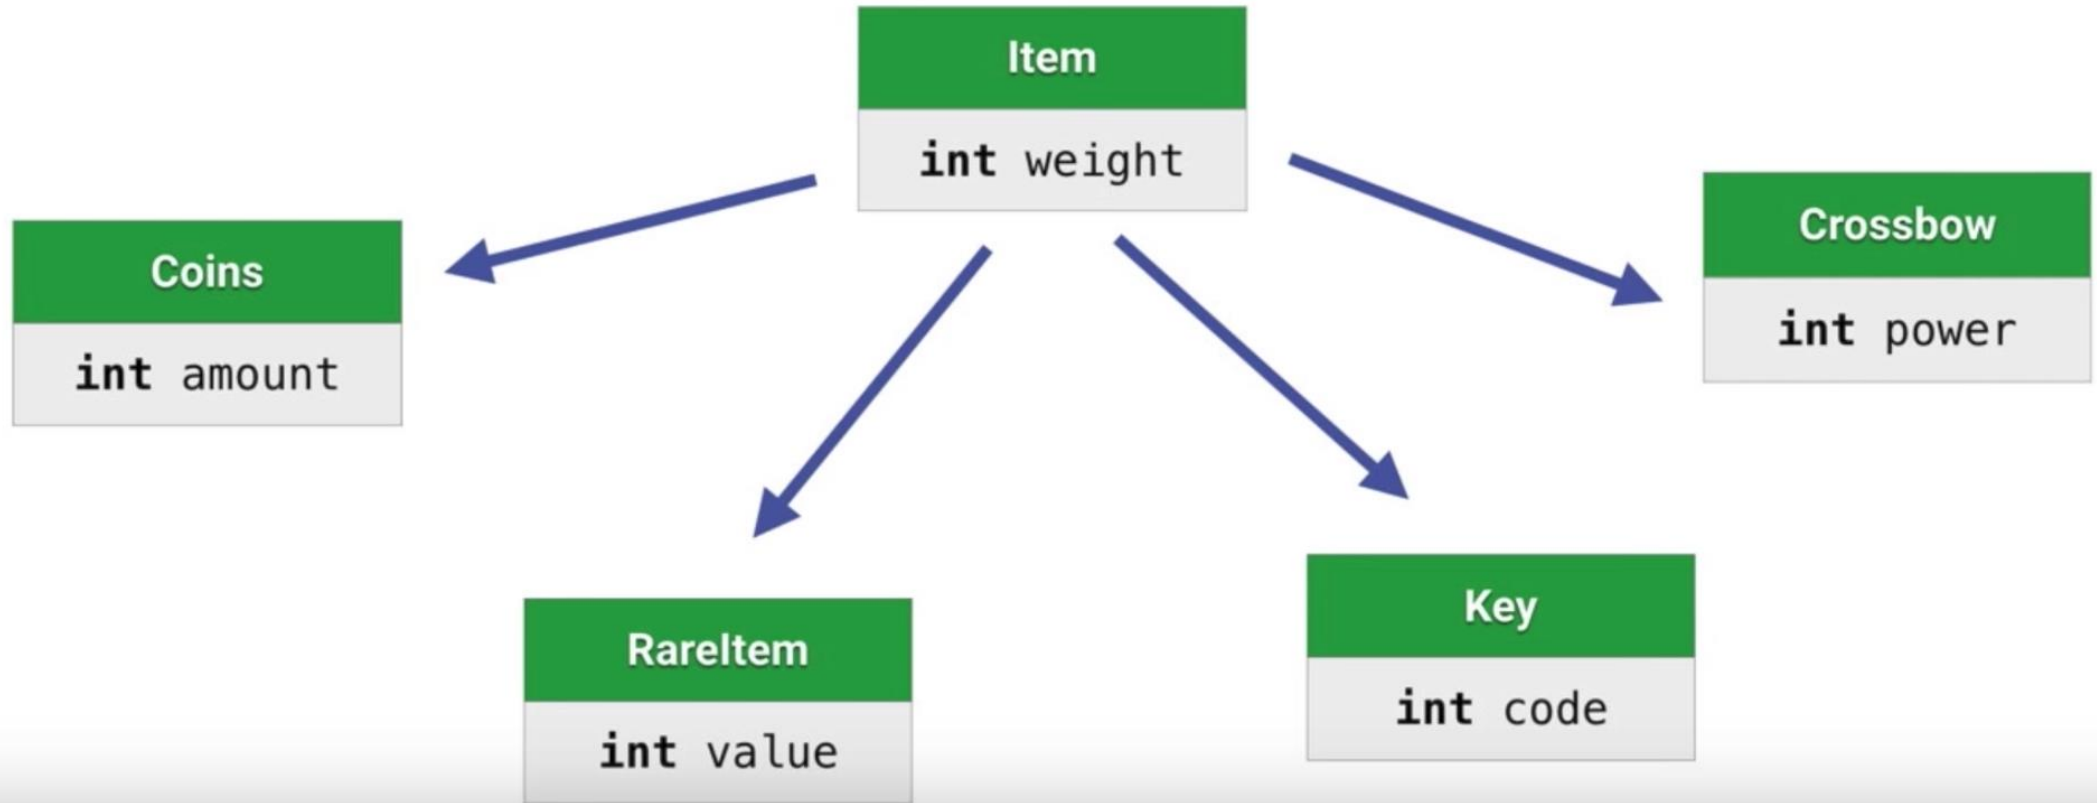 Item
int weight
Coins
int amount
Crossbow
int power
RareItem
int value
Key
int code